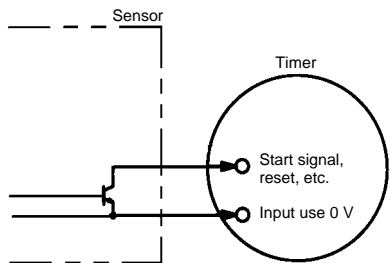 Sensor
Timer
Start signal,
reset, etc.
Input use 0 V